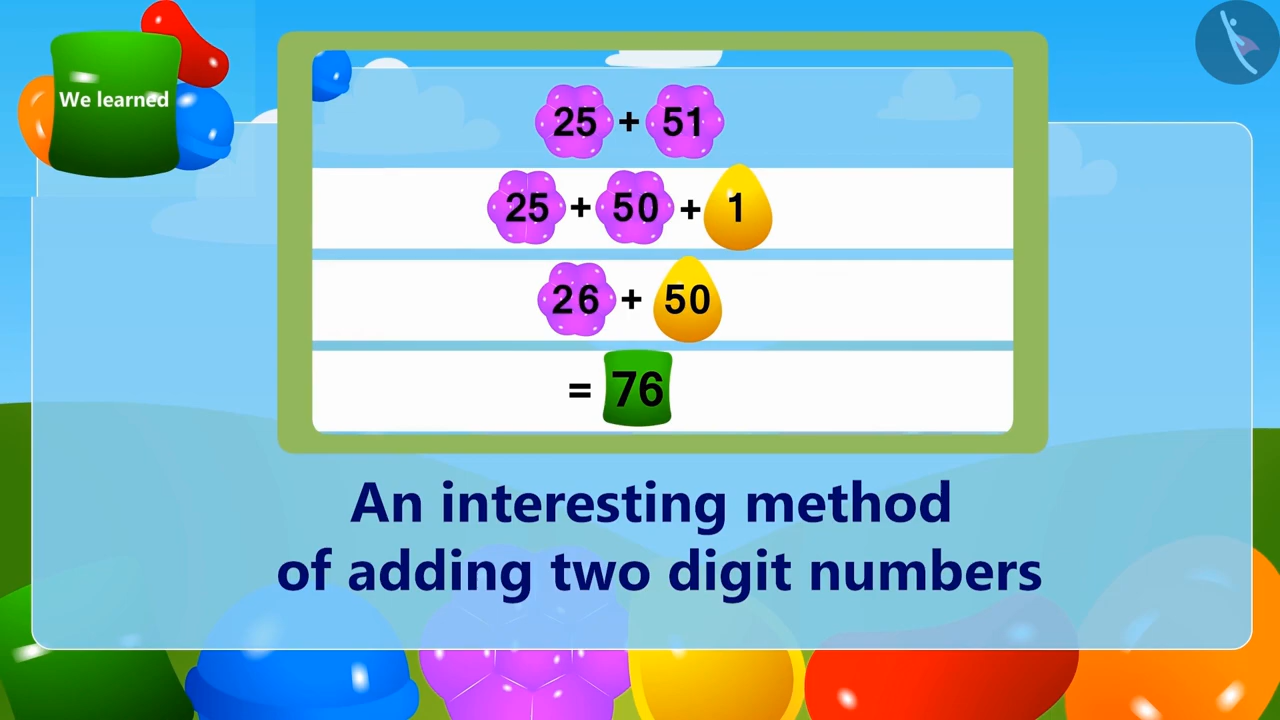 We learned
25 + 51
25 + 50 + 1
26 + 50
= 76
An interesting method
of adding two digit numbers